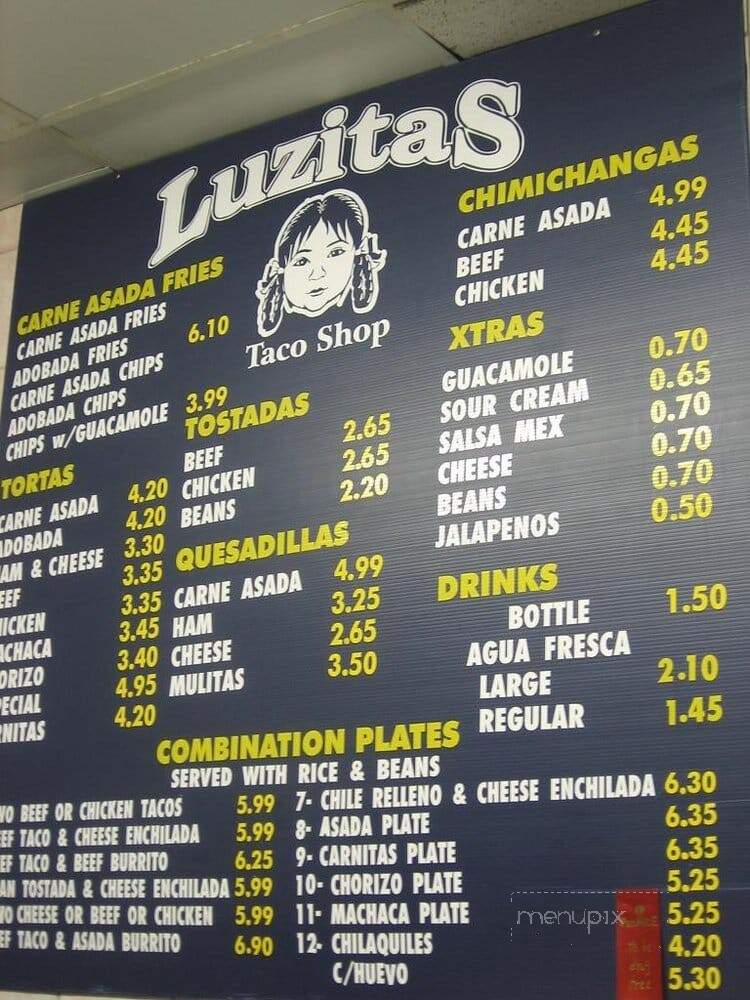 Luzitas
Taco Shop
CARNE ASADA FRIES
CARNE ASADA FRIES
ADOBADA FRIES 6.10
CARNE ASADA CHIPS
ADOBADA CHIPS
CHIPS w/GUACAMOLE 3.99
TORTAS
CARNE ASADA 4.20
ADOBADA 4.20
HAM & CHEESE 3.30
EEF 3.35
HICKEN 3.35
ACHACA 3.45
ORIZO 3.40
PECIAL 4.95
NITAS 4.20
TOSTADAS
BEEF 2.65
CHICKEN 2.65
BEANS 2.20
QUESADILLAS
CARNE ASADA 4.99
HAM 3.25
CHEESE 2.65
MULITAS 3.50
CHIMICHANGAS
CARNE ASADA 4.99
BEEF 4.45
CHICKEN 4.45
XTRAS
GUACAMOLE 0.70
SOUR CREAM 0.65
SALSA MEX 0.70
CHEESE 0.70
BEANS 0.70
JALAPENOS 0.50
DRINKS
BOTTLE 1.50
AGUA FRESCA
LARGE 2.10
REGULAR 1.45
COMBINATION PLATES
SERVED WITH RICE & BEANS
WO BEEF OR CHICKEN TACOS 5.99
EF TACO & CHEESE ENCHILADA 5.99
EF TACO & BEEF BURRITO 6.25
AN TOSTADA & CHEESE ENCHILADA 5.99
WO CHEESE OR BEEF OR CHICKEN 5.99
EF TACO & ASADA BURRITO 6.90
7- CHILE RELLENO & CHEESE ENCHILADA 6.30
8- ASADA PLATE 6.35
9- CARNITAS PLATE 6.35
10- CHORIZO PLATE 5.25
11- MACHACA PLATE 5.25
12- CHILAQUILES 4.20
C/HUEVO 5.30
menupix